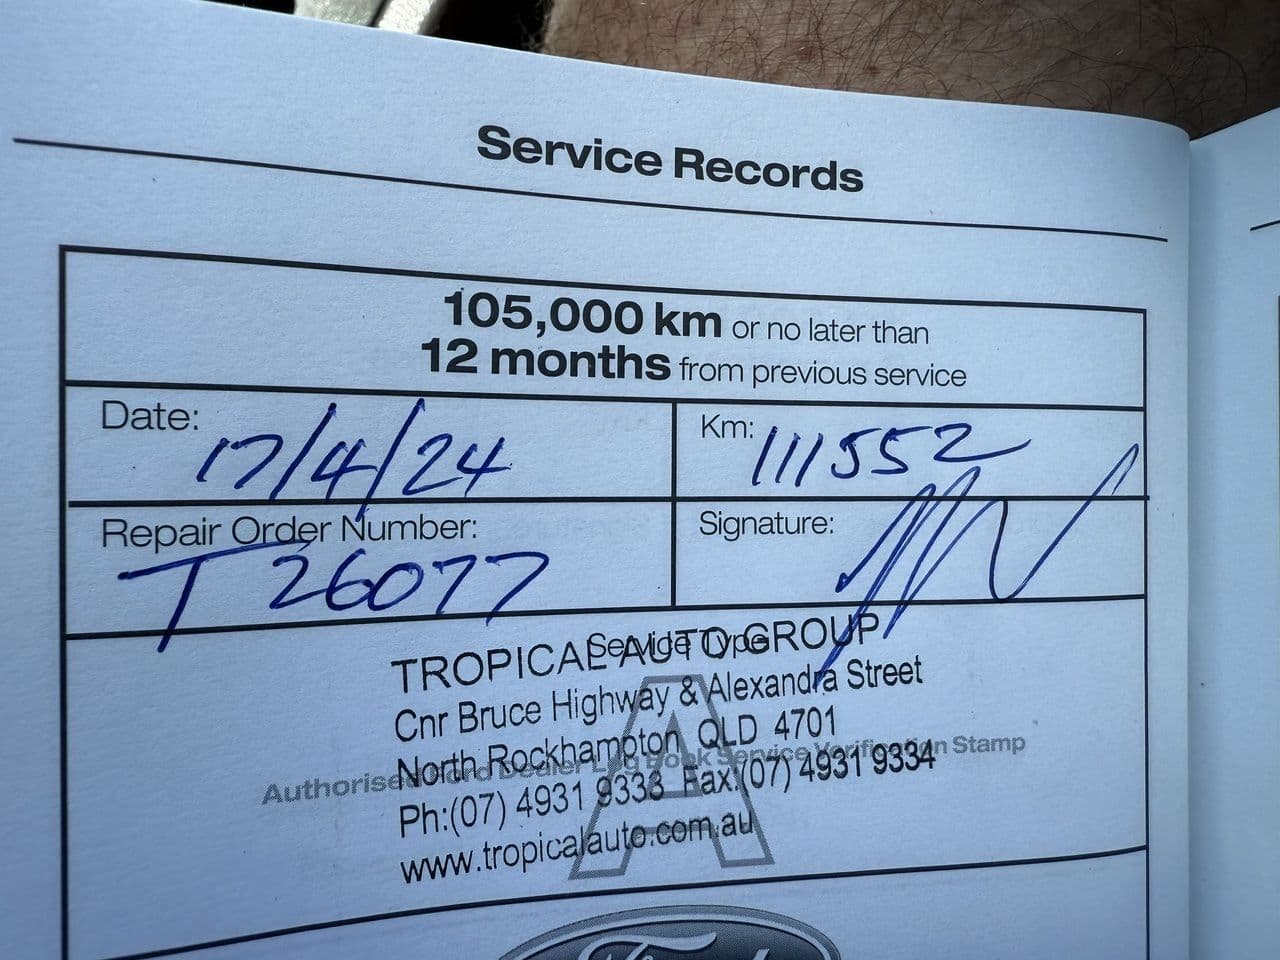 Service Records
105,000 km or no later than
12 months from previous service
Date: 17/4/24
Km: 111552
Repair Order Number:
T26077
Signature:
Service Type
TROPICAL AUTO GROUP
Cnr Bruce Highway & Alexandra Street
North Rockhampton QLD 4701
Authorised Ford Dealer Log Book Service Verification Stamp
Ph:(07) 4931 9333 Fax:(07) 4931 9334
www.tropicalauto.com.au
A
Ford